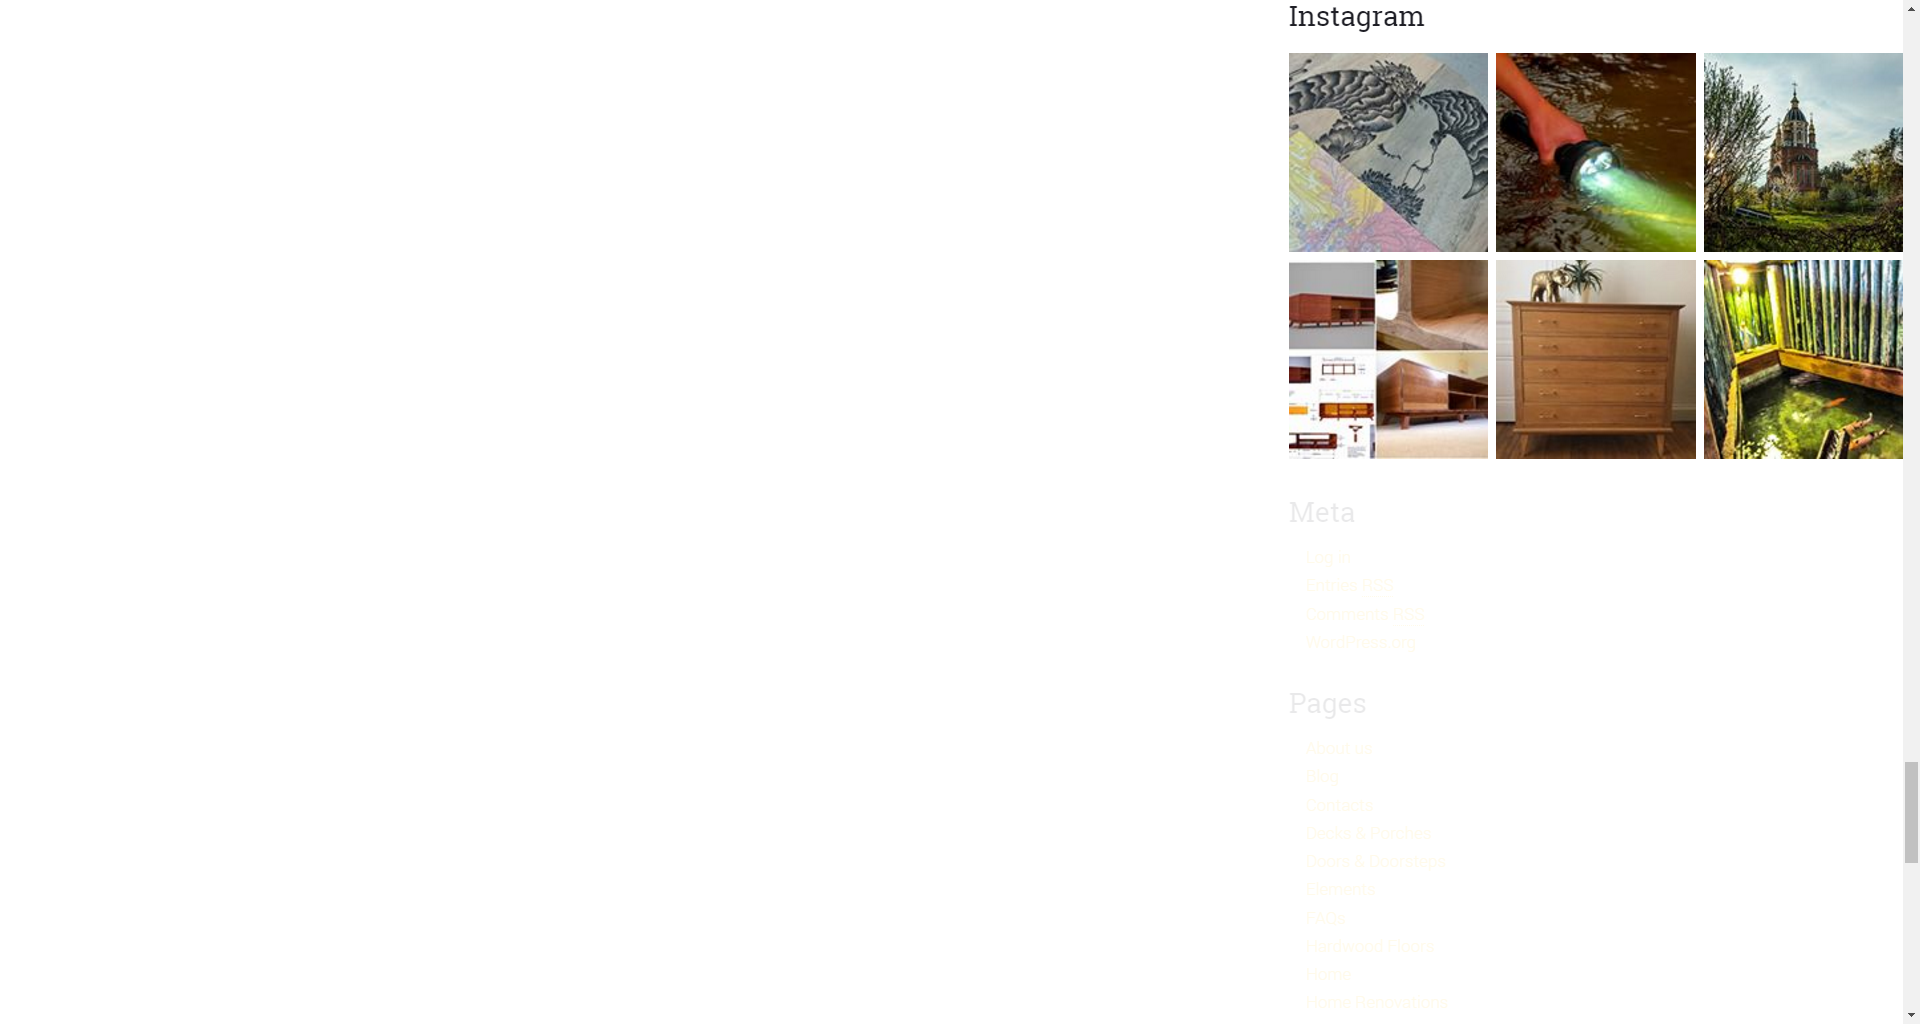 Instagram
Meta
Log in
Entries RSS
Comments RSS
WordPress.org
Pages
About us
Blog
Contacts
Decks & Porches
Doors & Doorsteps
Elements
FAQs
Hardwood Floors
Home
Home Renovations